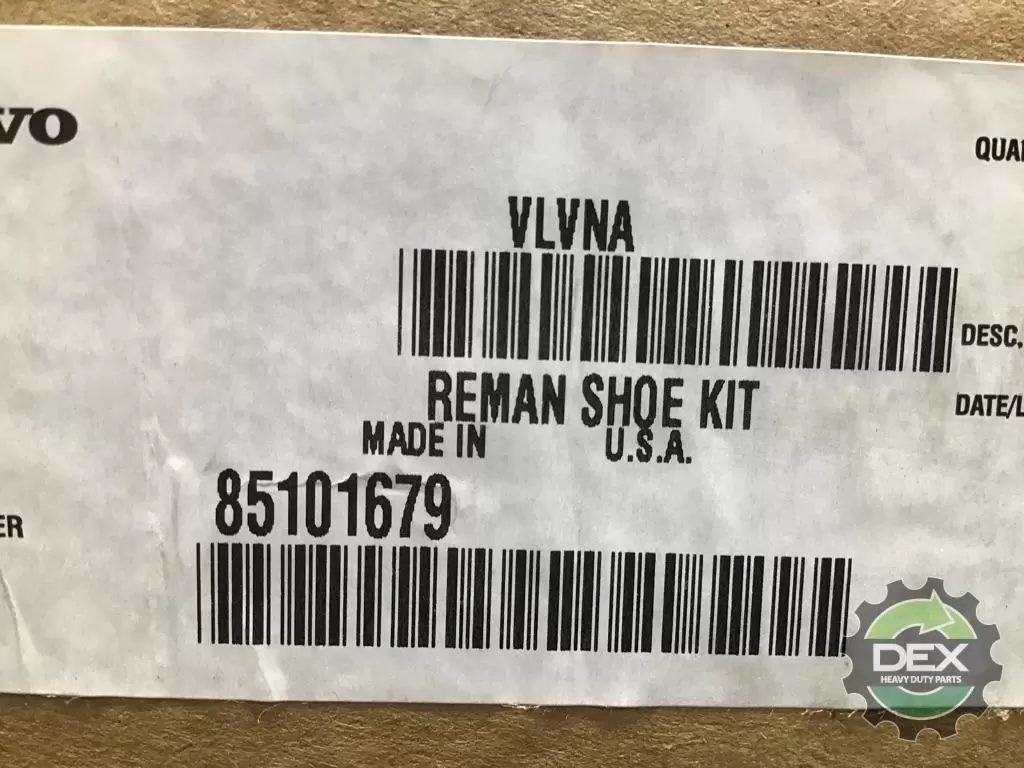 VO
QUA
VLVNA
DESC.
REMAN SHOE KIT
DATE/L
MADE IN U.S.A.
85101679
ER
DEX
HEAVY DUTY PARTS